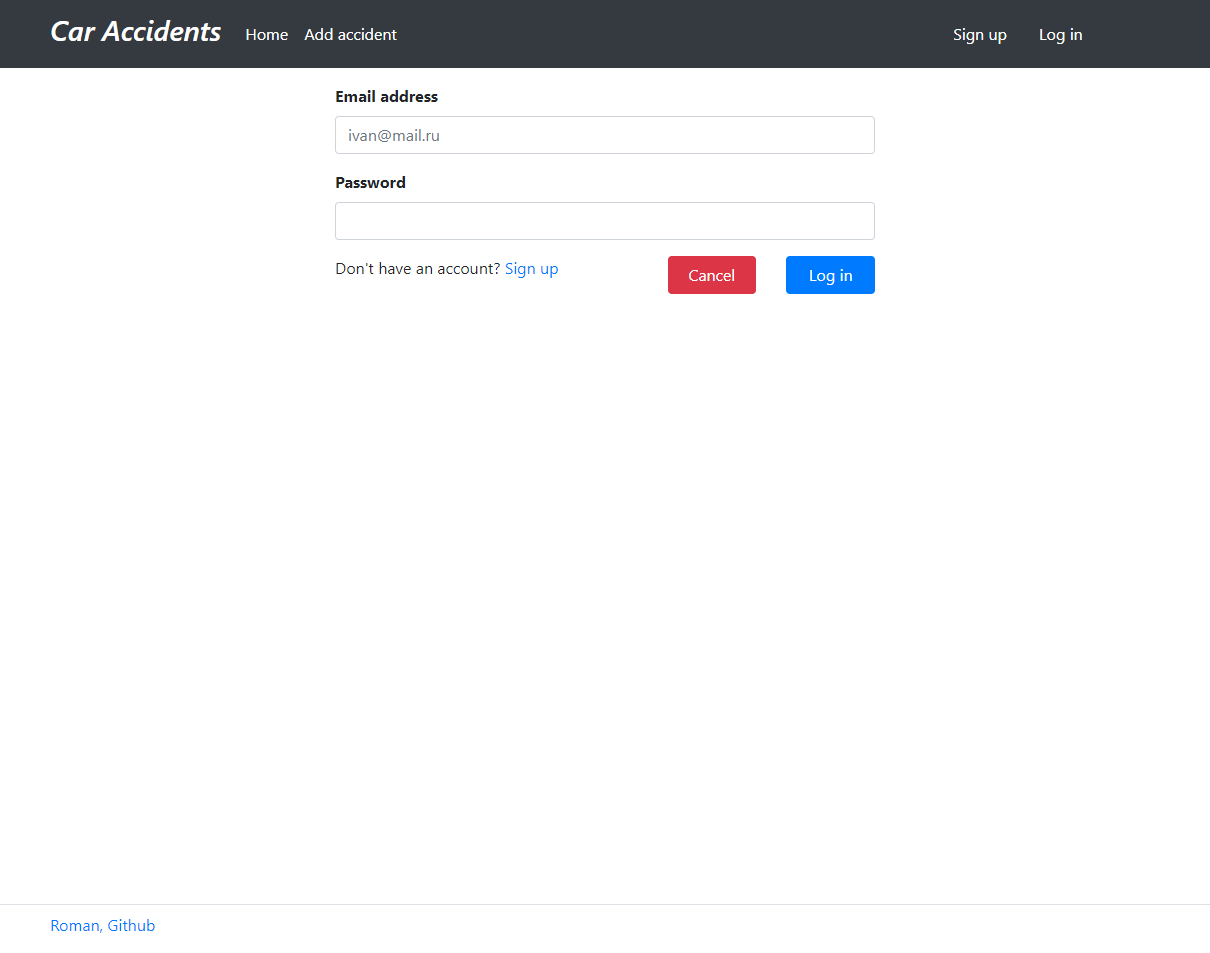 Car Accidents Home Add accident Sign up Log in
Email address
ivan@mail.ru
Password
Don't have an account? Sign up Cancel Log in
Roman, Github